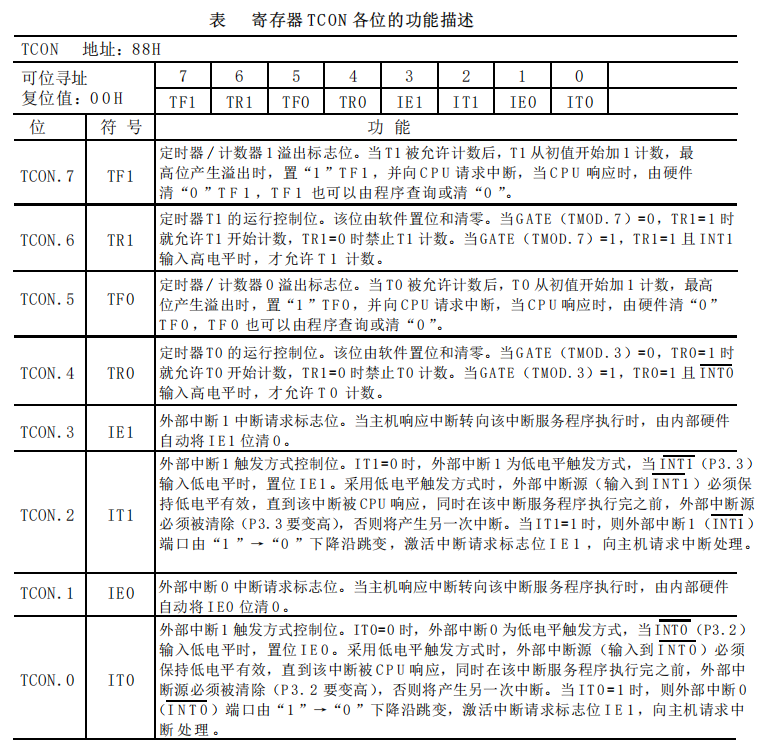 表 寄存器TCON各位的功能描述
TCON 地址: 88H
可位寻址 7 6 5 4 3 2 1 0
复位值: 00H TF1 TR1 TF0 TR0 IE1 IT1 IE0 IT0
位 符 号 功 能
定时器/计数器1溢出标志位。当T1被允许计数后, T1从初值开始加1计数, 最
TCON.7 TF1 高位产生溢出时, 置“1”TF1, 并向CPU请求中断, 当CPU响应时, 由硬件
清“0”TF1, TF1也可以由程序查询或清“0”。
定时器T1的运行控制位。该位由软件置位和清零。当GATE(TMOD.7)=0, TR1=1时
TCON.6 TR1 就允许T1开始计数, TR1=0时禁止T1计数。当GATE(TMOD.7)=1, TR1=1且INT1
输入高电平时, 才允许T1计数。
定时器/计数器0溢出标志位。当T0被允许计数后, T0从初值开始加1计数, 最高
TCON.5 TF0 位产生溢出时, 置“1”TF0, 并向CPU请求中断, 当CPU响应时, 由硬件清“0”
TF0, TF0也可以由程序查询或清“0”。
定时器T0的运行控制位。该位由软件置位和清零。当GATE(TMOD.3)=0, TR0=1时
TCON.4 TR0 就允许T0开始计数, TR1=0时禁止T0计数。当GATE(TMOD.3)=1, TR0=1且INT0
输入高电平时, 才允许T0计数。
TCON.3 IE1 外部中断1中断请求标志位。当主机响应中断转向该中断服务程序执行时, 由内部硬件
自动将IE1位清0。
外部中断1触发方式控制位。IT1=0时, 外部中断1为低电平触发方式, 当INT1(P3.3)
输入低电平时, 置位IE1。采用低电平触发方式时, 外部中断源(输入到INT1)必须保
TCON.2 IT1 持低电平有效, 直到该中断被CPU响应, 同时在该中断服务程序执行完之前, 外部中断源
必须被清除(P3.3要变高), 否则将产生另一次中断。当IT1=1时, 则外部中断1(INT1)
端口由“1”→“0”下降沿跳变, 激活中断请求标志位IE1, 向主机请求中断处理。
TCON.1 IE0 外部中断0中断请求标志位。当主机响应中断转向该中断服务程序执行时, 由内部硬件
自动将IE0位清0。
外部中断1触发方式控制位。IT0=0时, 外部中断0为低电平触发方式, 当INT0(P3.2)
输入低电平时, 置位IE0。采用低电平触发方式时, 外部中断源(输入到INT0)必须
TCON.0 IT0 保持低电平有效, 直到该中断被CPU响应, 同时在该中断服务程序执行完之前, 外部中
断源必须被清除(P3.2要变高), 否则将产生另一次中断。当IT0=1时, 则外部中断0
(INT0)端口由“1”→“0”下降沿跳变, 激活中断请求标志位IE1, 向主机请求中
断处理。